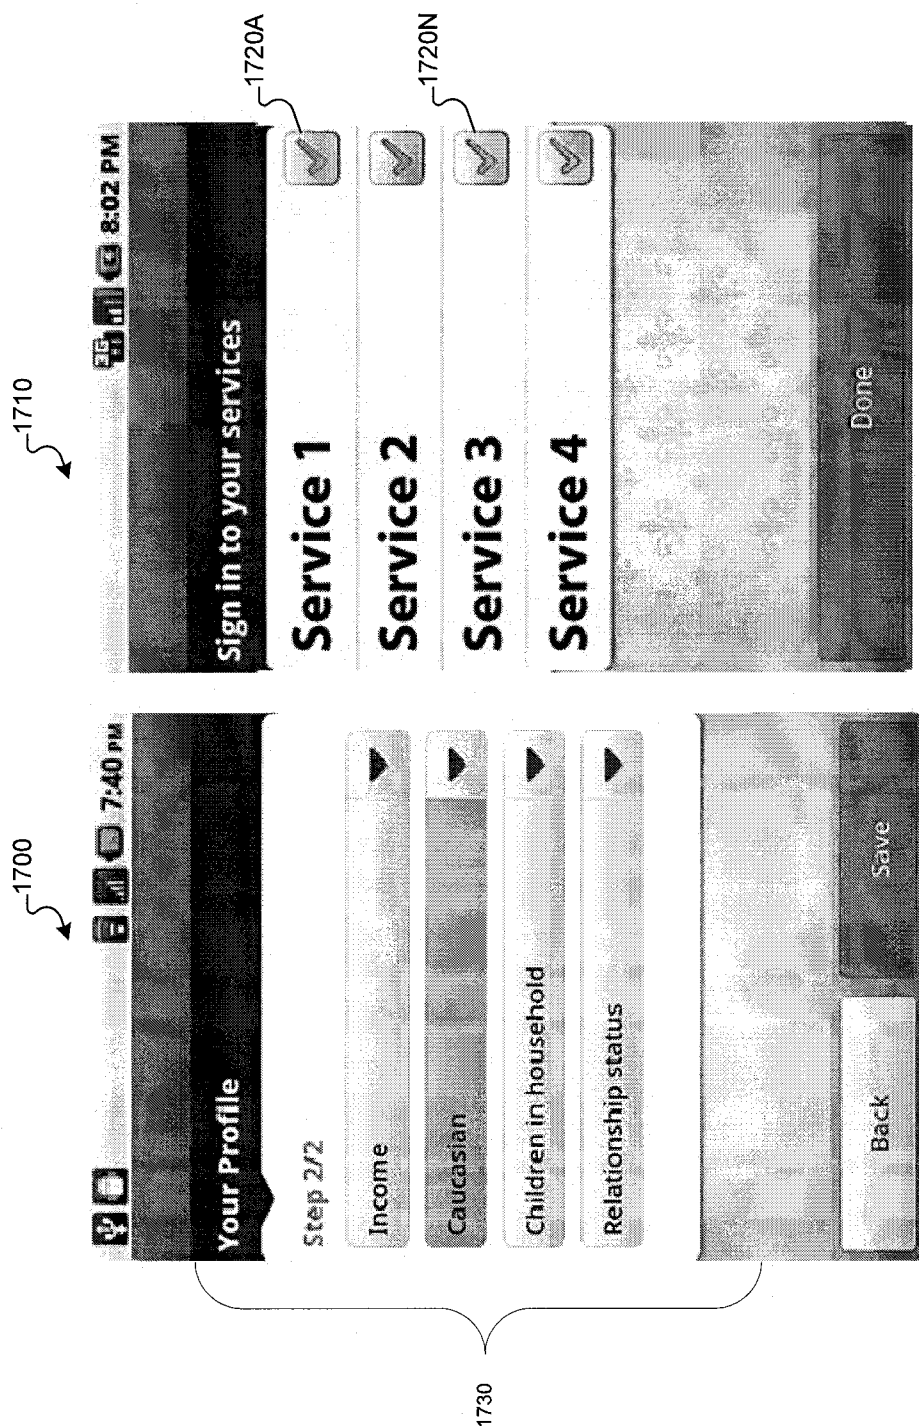 1700
7:40 PM
Your Profile
Step 2/2
Income
Caucasian
Children in household
Relationship status
Back
Save
1730
1710
3G
8:02 PM
Sign in to your services
Service 1
Service 2
Service 3
Service 4
Done
1720A
1720N